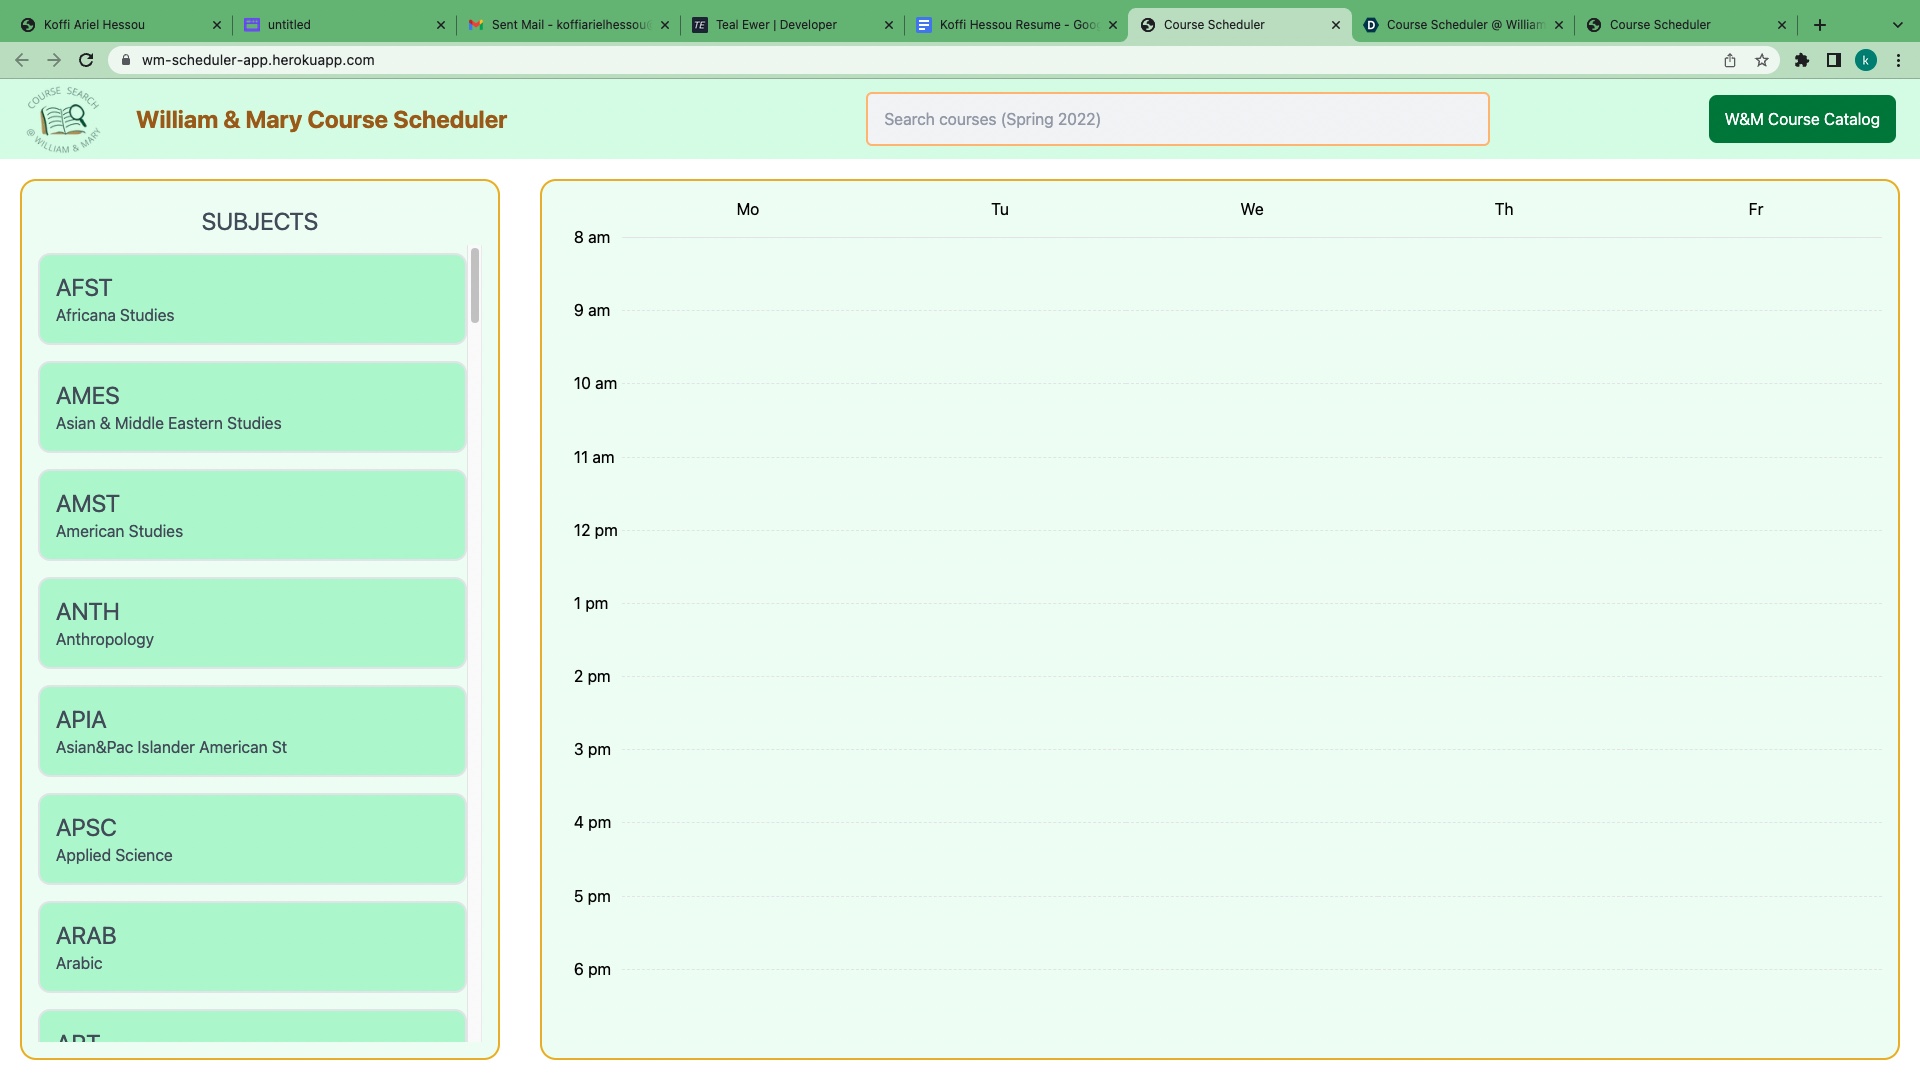 Koffi Ariel Hessou
untitled
Sent Mail - koffiarielhessou
Teal Ewer | Developer
Koffi Hessou Resume - Goo
Course Scheduler
Course Scheduler @ William
Course Scheduler
wm-scheduler-app.herokuapp.com
k
COURSE SEARCH
@ WILLIAM & MARY
William & Mary Course Scheduler
Search courses (Spring 2022)
W&M Course Catalog
SUBJECTS
AFST
Africana Studies
AMES
Asian & Middle Eastern Studies
AMST
American Studies
ANTH
Anthropology
APIA
Asian&Pac Islander American St
APSC
Applied Science
ARAB
Arabic
ART
Mo Tu We Th Fr
8 am
9 am
10 am
11 am
12 pm
1 pm
2 pm
3 pm
4 pm
5 pm
6 pm